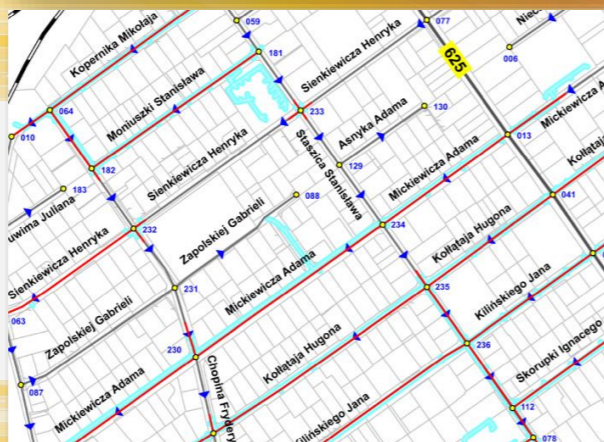 059
077
Niec
Kopernika Mikołaja
181
Sienkiewicza Henryka
625
006
Moniuszki Stanisława
064
233
130
Asnyka Adama
Mickiewicza A
010
013
Sienkiewicza Henryka
Staszica Stanisława
Kołłątaj
182
129
Mickiewicza Adama
183
088
041
uwima Juliana
Zapolskiej Gabrieli
232
234
Kołłątaja Hugona
Sienkiewicza Henryka
Mickiewicza Adama
231
235
Kilińskiego Jana
063
Zapolskiej Gabrieli
Kołłątaja Hugona
236
Skorupki Ignacego
230
Chopina Frydery
087
Mickiewicza Adama
Kilińskiego Jana
112
078